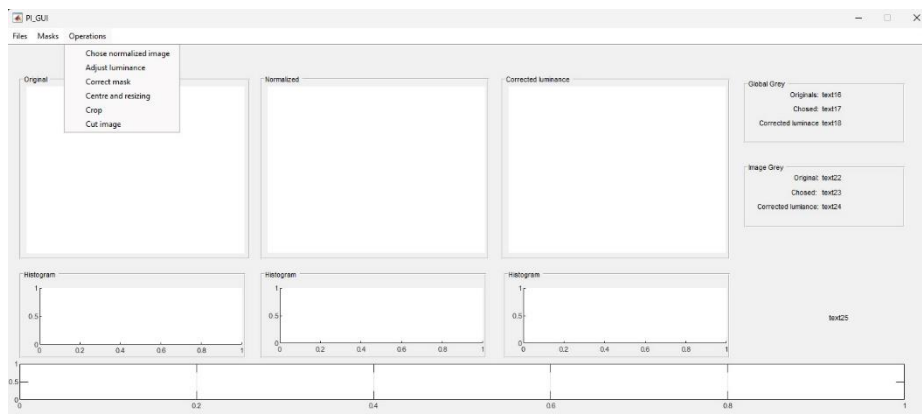 PI_GUI
Files Masks Operations
Chose normalized image
Adjust luminance
Correct mask
Centre and resizing
Crop
Cut image
Original
Normalized
Corrected luminance
Global Grey
Originals: text16
Chosed: text17
Corrected luminace text18
Image Grey
Original: text22
Chosed: text23
Corrected lumiance: text24
Histogram
1
0.5
0
0 0.2 0.4 0.6 0.8 1
Histogram
1
0.5
0
0 0.2 0.4 0.6 0.8 1
Histogram
1
0.5
0
0 0.2 0.4 0.6 0.8 1
text25
1
0.5
0
0 0.2 0.4 0.6 0.8 1